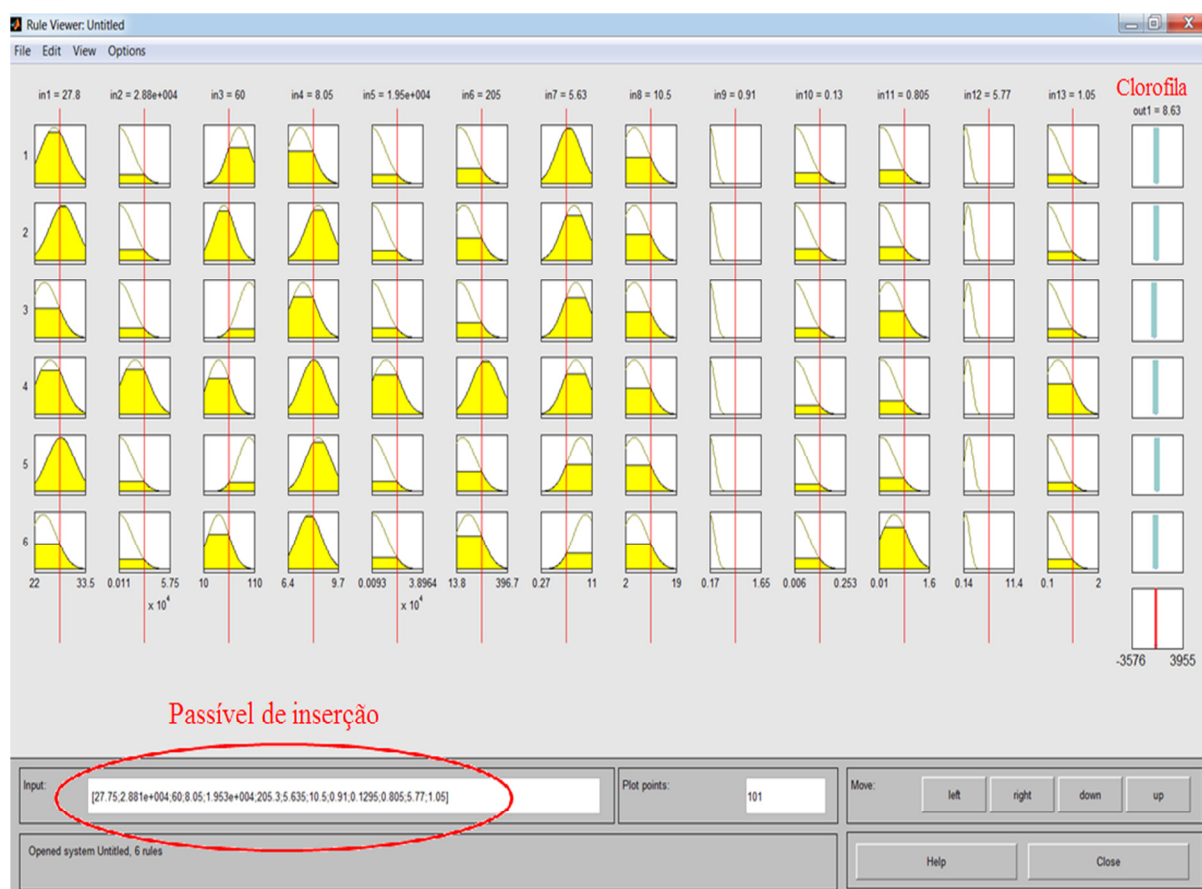 Rule Viewer: Untitled
File Edit View Options
in1 = 27.8 in2 = 2.88e+004 in3 = 60 in4 = 8.05 in5 = 1.95e+004 in6 = 205 in7 = 5.63 in8 = 10.5 in9 = 0.91 in10 = 0.13 in11 = 0.805 in12 = 5.77 in13 = 1.05 Clorofila
out1 = 8.63
1
2
3
4
5
6
22 33.5 0.011 5.75 10 110 6.4 9.7 0.0093 3.8964 13.8 396.7 0.27 11 2 19 0.17 1.65 0.006 0.253 0.01 1.6 0.14 11.4 0.1 2
x 10^4 x 10^4
-3576 3955
Passível de inserção
Input: [27.75;2.881e+004;60;8.05;1.953e+004;205.3;5.635;10.5;0.91;0.1295;0.805;5.77;1.05] Plot points: 101 Move: left right down up
Opened system Untitled, 6 rules Help Close